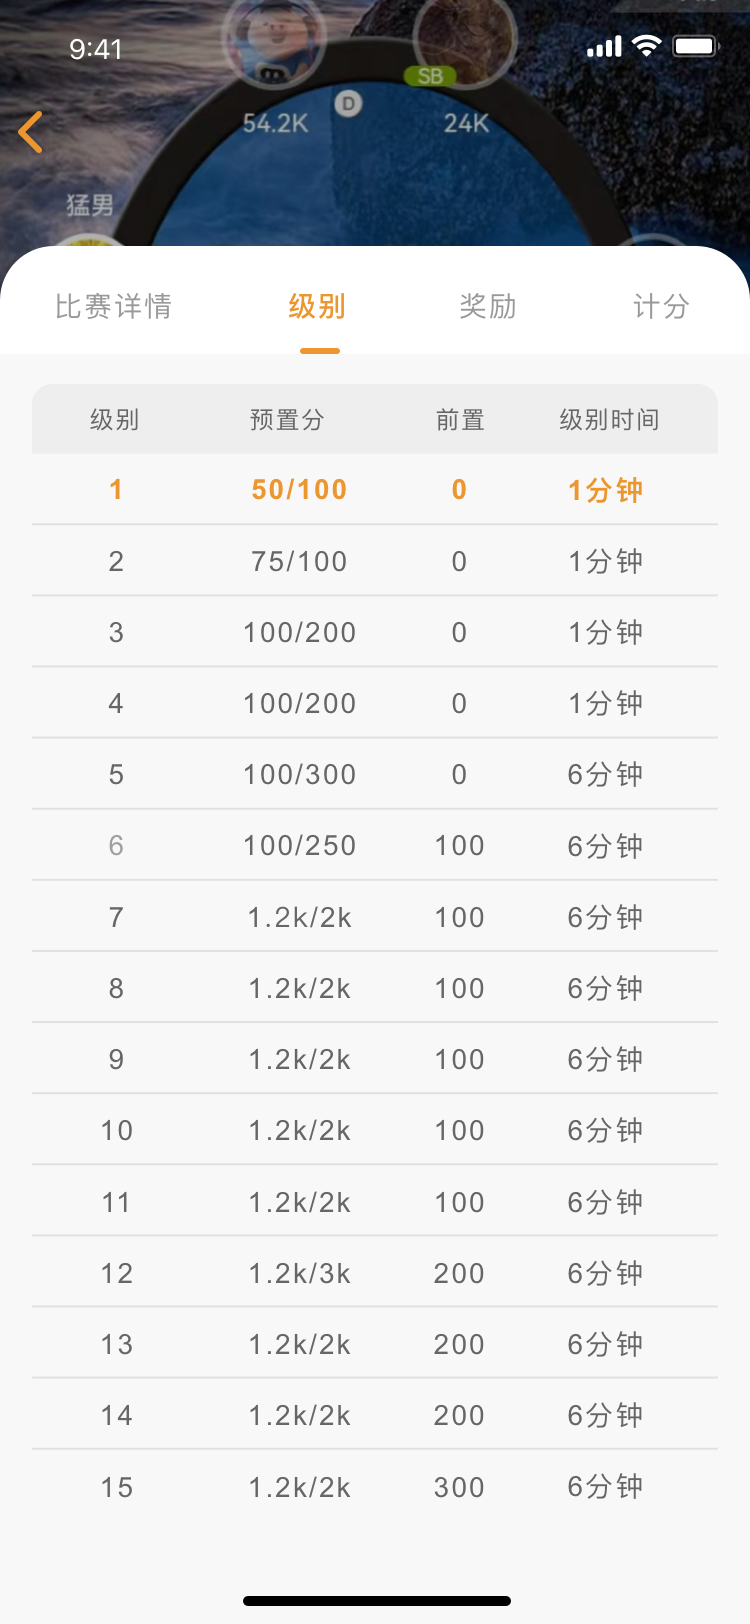 9:41
SB
D
54.2K 24K
猛男
比赛详情 级别 奖励 计分
级别 预置分 前置 级别时间
1 50/100 0 1分钟
2 75/100 0 1分钟
3 100/200 0 1分钟
4 100/200 0 1分钟
5 100/300 0 6分钟
6 100/250 100 6分钟
7 1.2k/2k 100 6分钟
8 1.2k/2k 100 6分钟
9 1.2k/2k 100 6分钟
10 1.2k/2k 100 6分钟
11 1.2k/2k 100 6分钟
12 1.2k/3k 200 6分钟
13 1.2k/2k 200 6分钟
14 1.2k/2k 200 6分钟
15 1.2k/2k 300 6分钟